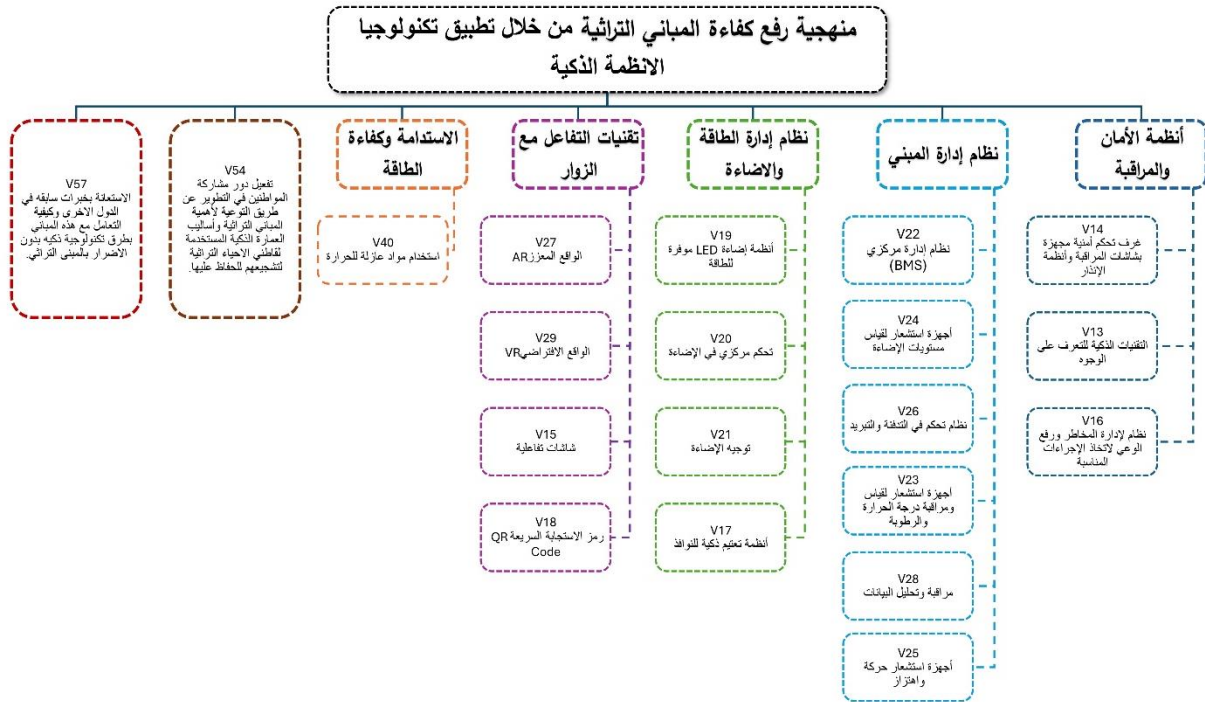 منهجية رفع كفاءة المباني التراثية من خلال تطبيق تكنولوجيا
الانظمة الذكية
أنظمة الأمان
والمراقبة
V14
غرف تحكم أمنية مجهزة
بشاشات المراقبة وأنظمة
الإنذار
V13
التقنيات الذكية للتعرف على
الوجوه
V16
نظام لإدارة المخاطر ورفع
الوعي لاتخاذ الإجراءات
المناسبة
نظام إدارة المبني
V22
نظام إدارة مركزي
(BMS)
V24
أجهزة استشعار لقياس
مستويات الإضاءة
V26
نظام تحكم في التدفئة والتبريد
V23
أجهزة استشعار لقياس
ومراقبة درجة الحرارة
والرطوبة
V28
مراقبة وتحليل البيانات
V25
أجهزة استشعار حركة
واهتزاز
نظام إدارة الطاقة
والاضاءة
V19
أنظمة إضاءة LED موفرة
للطاقة
V20
تحكم مركزي في الإضاءة
V21
توجيه الإضاءة
V17
أنظمة تعتيم ذكية للنوافذ
تقنيات التفاعل مع
الزوار
V27
الواقع المعزز AR
V29
الواقع الافتراضي VR
V15
شاشات تفاعلية
V18
رمز الاستجابة السريعة QR
Code
الاستدامة وكفاءة
الطاقة
V40
استخدام مواد عازلة للحرارة
V54
تفعيل دور مشاركة
المواطنين في التطوير عن
طريق التوعية لأهمية
المباني التراثية وأساليب
العمارة الذكية المستخدمة
لقاطني الاحياء التراثية
لتشجيعهم للحفاظ عليها.
V57
الاستعانة بخبرات سابقه في
الدول الاخرى وكيفية
التعامل مع هذه المباني
بطرق تكنولوجية ذكيه بدون
الاضرار بالمبنى التراثي.